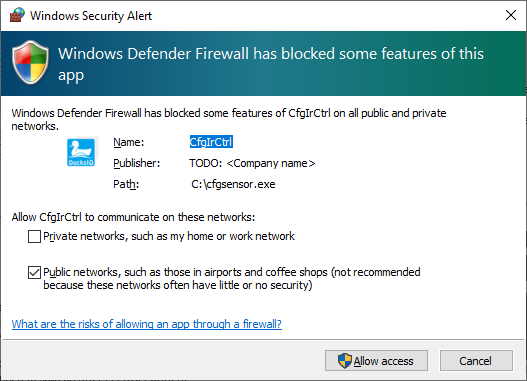 Windows Security Alert
Windows Defender Firewall has blocked some features of this
app
Windows Defender Firewall has blocked some features of CfgIrCtrl on all public and private
networks.
Name: CfgIrCtrl
Publisher: TODO: <Company name>
Path: C:\cfgsensor.exe
Allow CfgIrCtrl to communicate on these networks:
Private networks, such as my home or work network
Public networks, such as those in airports and coffee shops (not recommended
because these networks often have little or no security)
What are the risks of allowing an app through a firewall?
Allow access Cancel